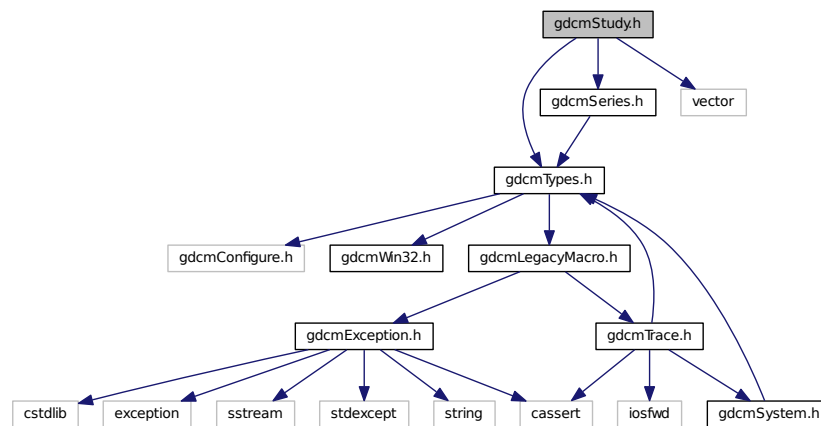 gdcmStudy.h
gdcmSeries.h
vector
gdcmTypes.h
gdcmConfigure.h
gdcmWin32.h
gdcmLegacyMacro.h
gdcmException.h
gdcmTrace.h
cstdlib
exception
sstream
stdexcept
string
cassert
iosfwd
gdcmSystem.h